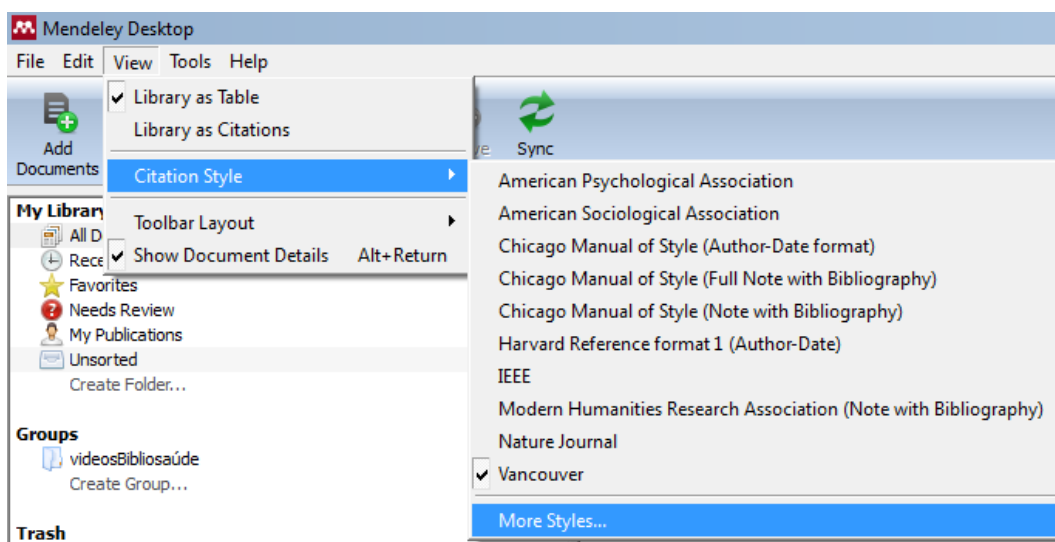 Mendeley Desktop
File Edit View Tools Help
Library as Table
Library as Citations
Add
Documents
Sync
Citation Style
American Psychological Association
American Sociological Association
Chicago Manual of Style (Author-Date format)
Chicago Manual of Style (Full Note with Bibliography)
Chicago Manual of Style (Note with Bibliography)
Harvard Reference format 1 (Author-Date)
IEEE
Modern Humanities Research Association (Note with Bibliography)
Nature Journal
Vancouver
More Styles...
Toolbar Layout
Show Document Details Alt+Return
My Library
All D
Rece
Favorites
Needs Review
My Publications
Unsorted
Create Folder...
Groups
videosBibliosaúde
Create Group...
Trash